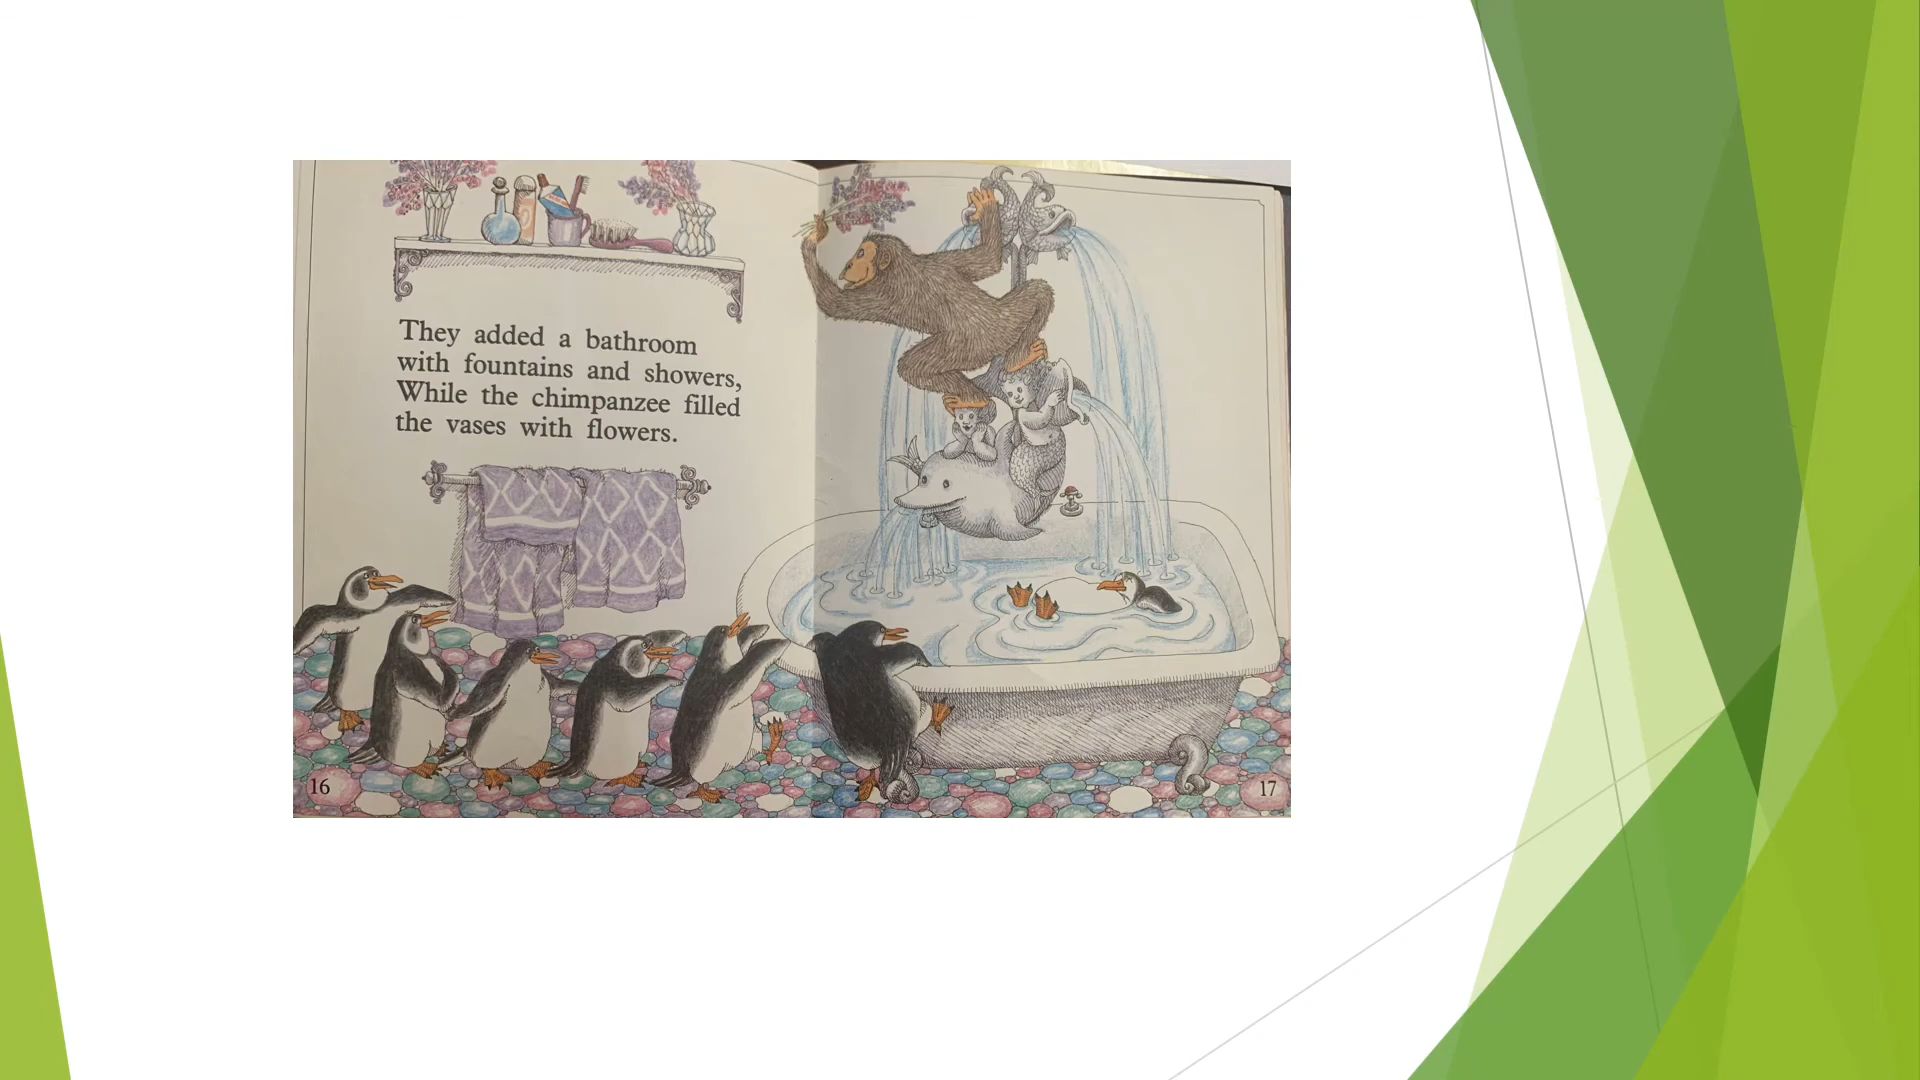 They added a bathroom
with fountains and showers,
While the chimpanzee filled
the vases with flowers.
16
17